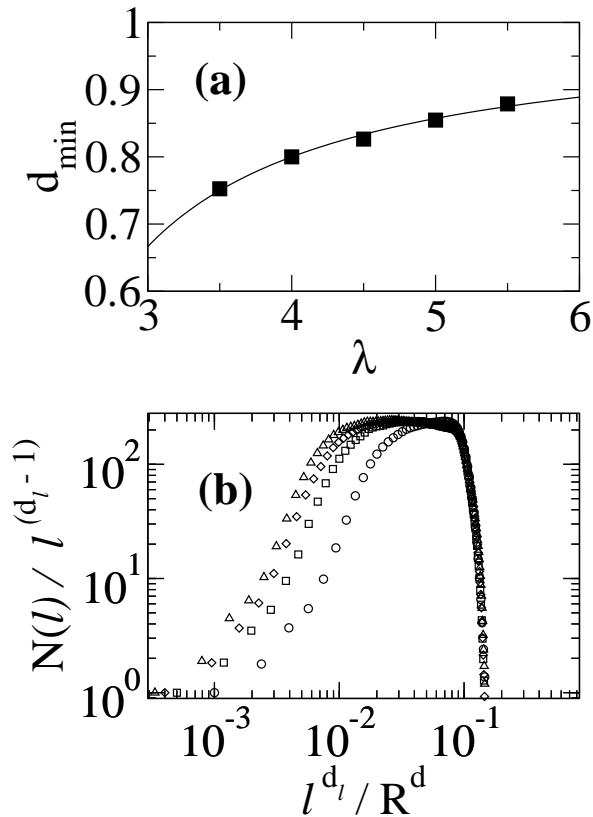 1
(a)
0.9
0.8
0.7
0.6
d_min
3 4 5 6
λ
(b)
10^2
10^1
10^0
N(l) / l^(d_l - 1)
10^-3 10^-2 10^-1
l^d_l / R^d